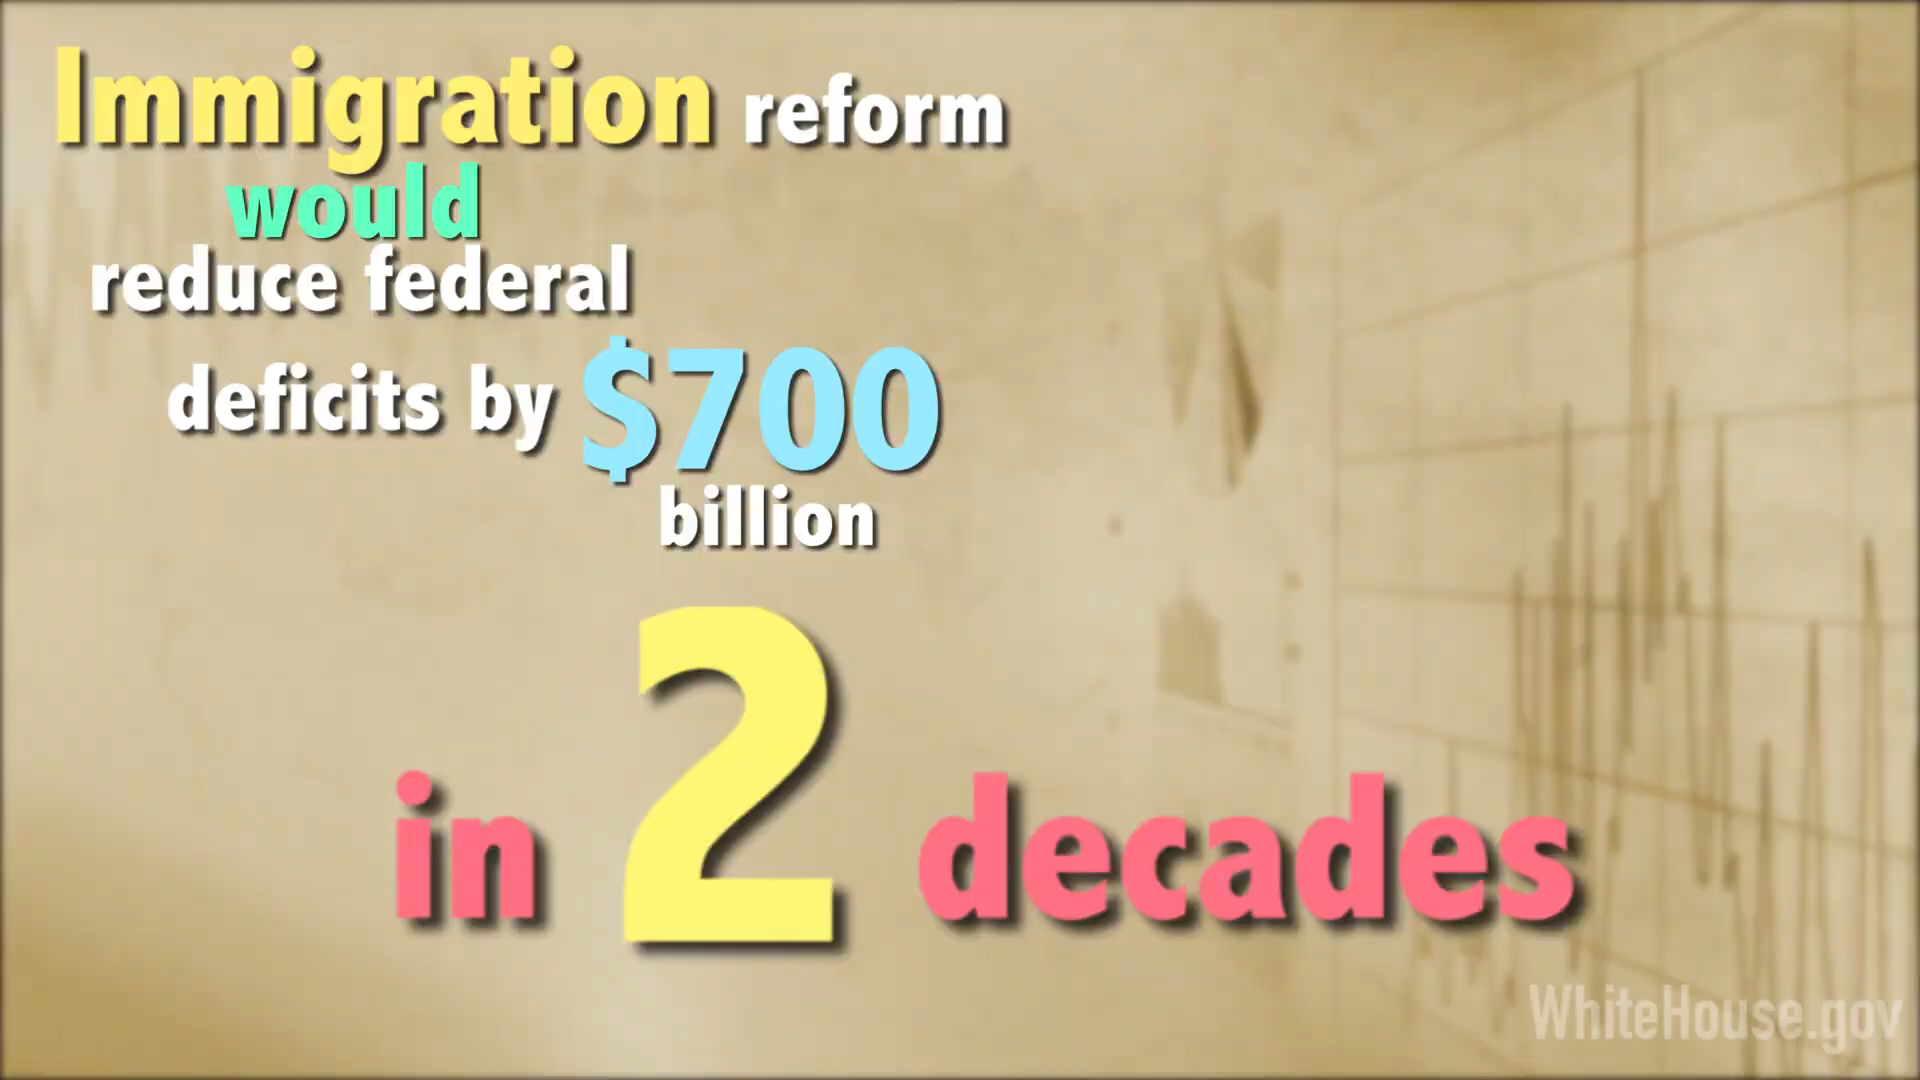 Immigration reform
would
reduce federal
deficits by $700
billion
in 2 decades
WhiteHouse.gov